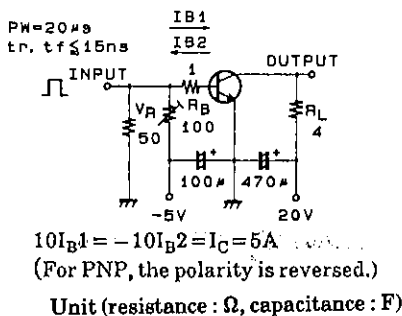 PW=20μs
tr, tf≦15ns
IB1
IB2
INPUT
OUTPUT
1
RB
VR
50
100
RL
4
+
+
100μ
470μ
-5V
20V
10IB1=-10IB2=IC=5A
(For PNP, the polarity is reversed.)
Unit (resistance : Ω, capacitance : F)